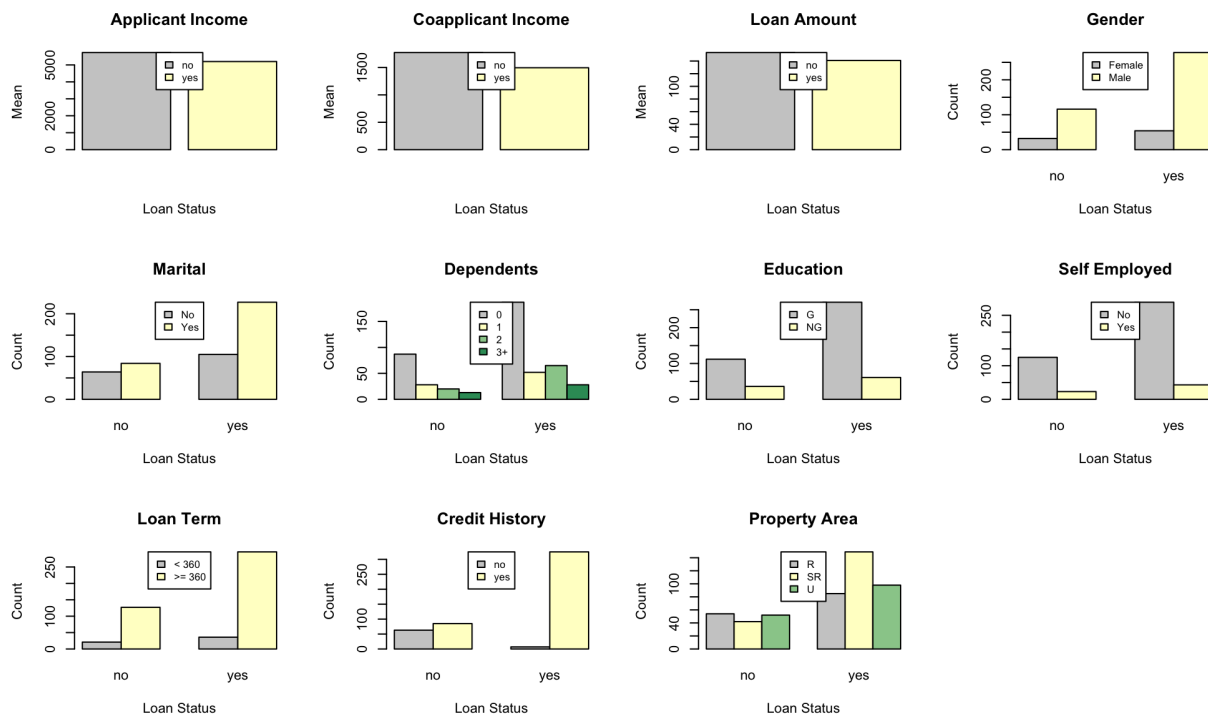 Applicant Income
Mean
0
2000
5000
no
yes
Loan Status
Coapplicant Income
Mean
0
500
1500
no
yes
Loan Status
Loan Amount
Mean
0
40
100
no
yes
Loan Status
Gender
Count
0
100
200
Female
Male
no yes
Loan Status
Marital
Count
0
100
200
No
Yes
no yes
Loan Status
Dependents
Count
0
50
150
0
1
2
3+
no yes
Loan Status
Education
Count
0
100
250
G
NG
no yes
Loan Status
Self Employed
Count
0
100
250
No
Yes
no yes
Loan Status
Loan Term
Count
0
100
250
< 360
>= 360
no yes
Loan Status
Credit History
Count
0
100
250
no
yes
no yes
Loan Status
Property Area
Count
0
40
100
R
SR
U
no yes
Loan Status